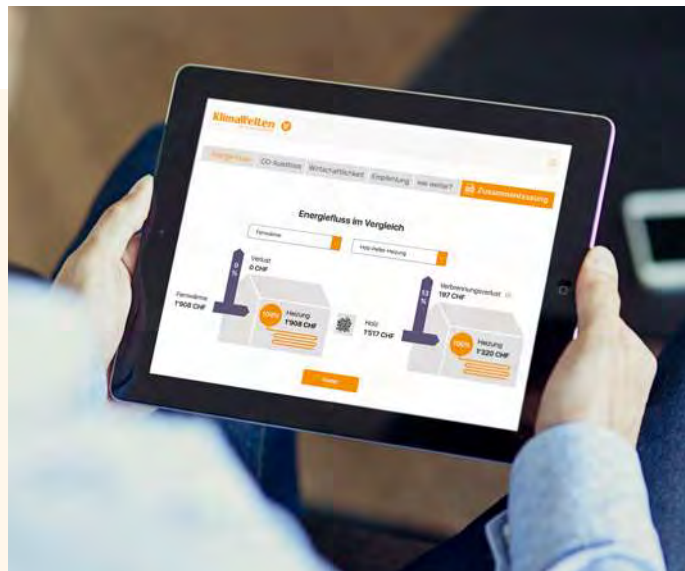 KlimaWelten
CO₂-Ausstoss Wirtschaftlichkeit Empfehlung wie weiter? Zusammenfassung
Energiefluss im Vergleich
Fernwärme Holz-Pellet-Heizung
0
%
Verlust
0 CHF
Fernwärme
1'908 CHF
100%
Heizung
1'908 CHF
Holz
1'517 CHF
13
%
Verbrennungsverlust
197 CHF
100%
Heizung
1'320 CHF